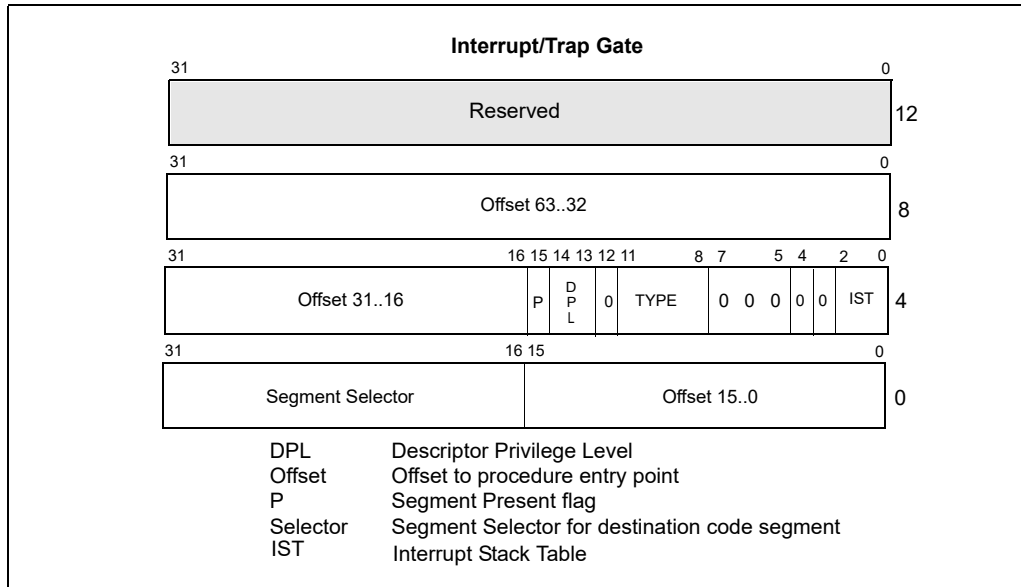 Interrupt/Trap Gate
31 0
Reserved 12
31 0
Offset 63..32 8
31 16 15 14 13 12 11 8 7 5 4 2 0
Offset 31..16 P DPL 0 TYPE 0 0 0 0 0 IST 4
31 16 15 0
Segment Selector Offset 15..0 0
DPL Descriptor Privilege Level
Offset Offset to procedure entry point
P Segment Present flag
Selector Segment Selector for destination code segment
IST Interrupt Stack Table